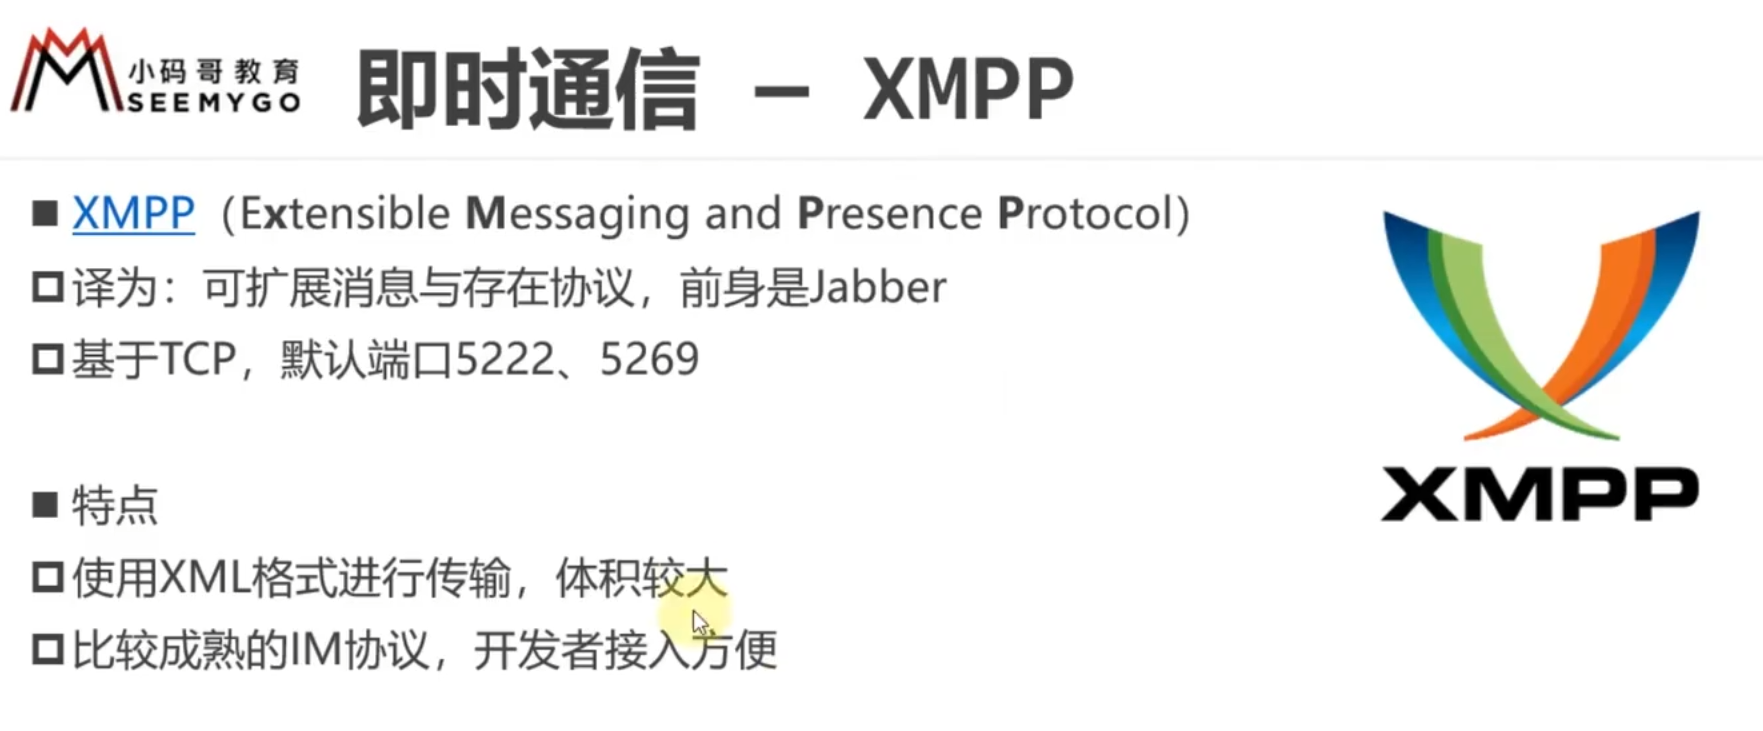 小码哥教育
SEEMYGO
即时通信 – XMPP
XMPP（Extensible Messaging and Presence Protocol）
译为：可扩展消息与存在协议，前身是Jabber
基于TCP，默认端口5222、5269
特点
使用XML格式进行传输，体积较大
比较成熟的IM协议，开发者接入方便
XMPP